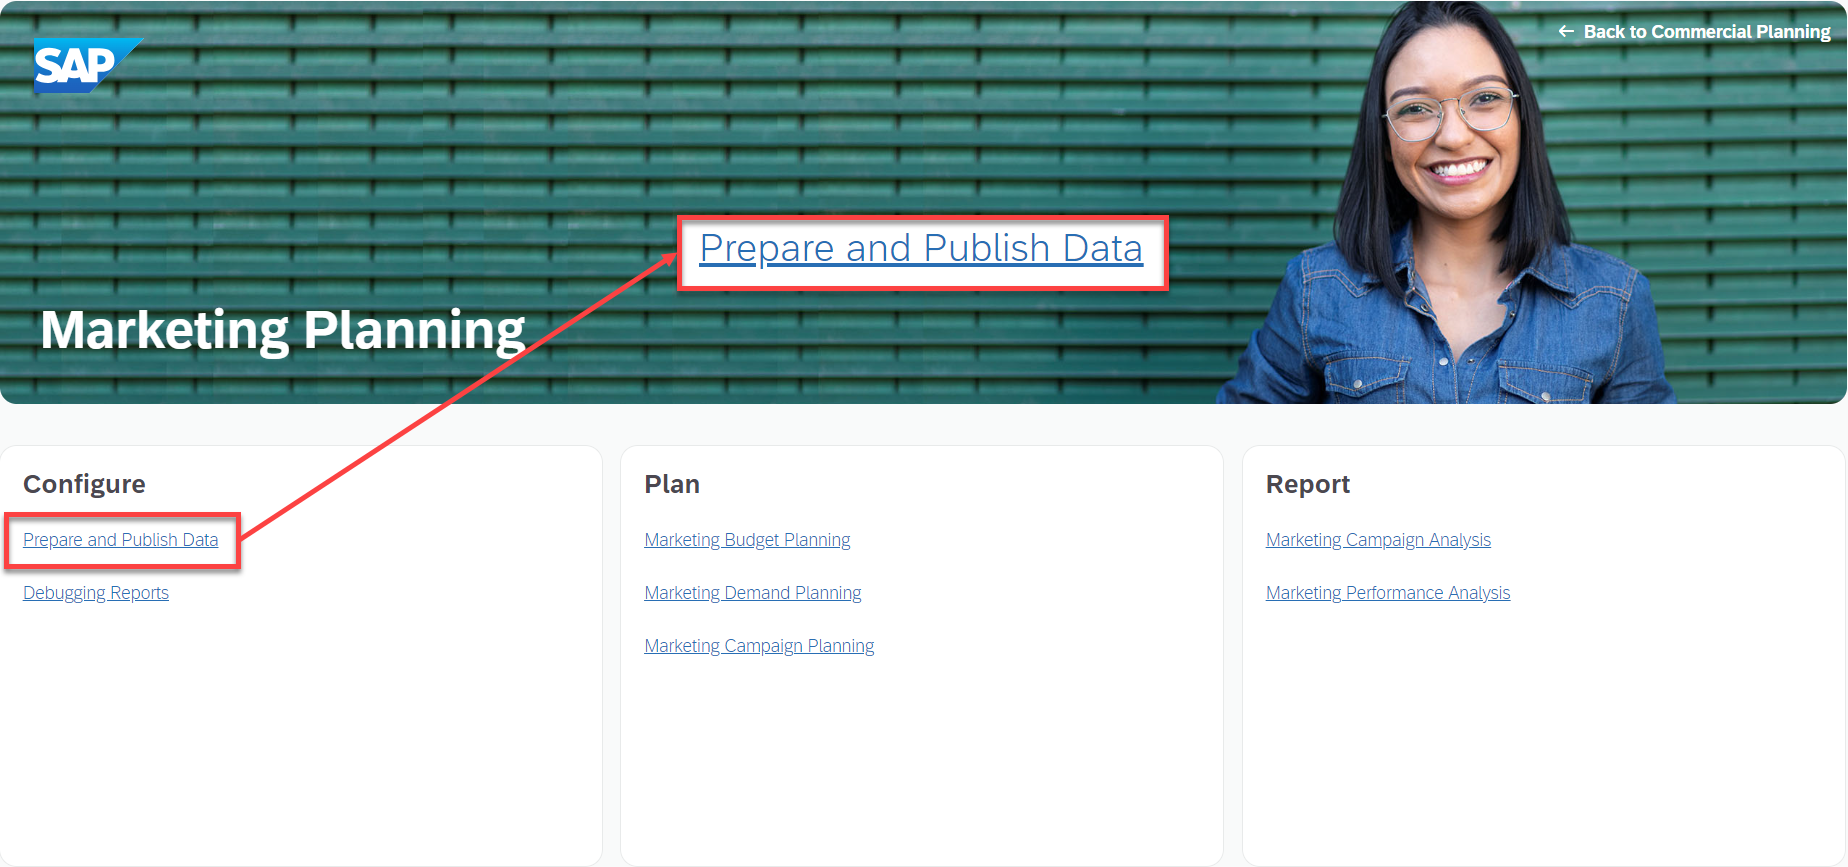 SAP
← Back to Commercial Planning
Prepare and Publish Data
Marketing Planning
Configure
Prepare and Publish Data
Debugging Reports
Plan
Marketing Budget Planning
Marketing Demand Planning
Marketing Campaign Planning
Report
Marketing Campaign Analysis
Marketing Performance Analysis